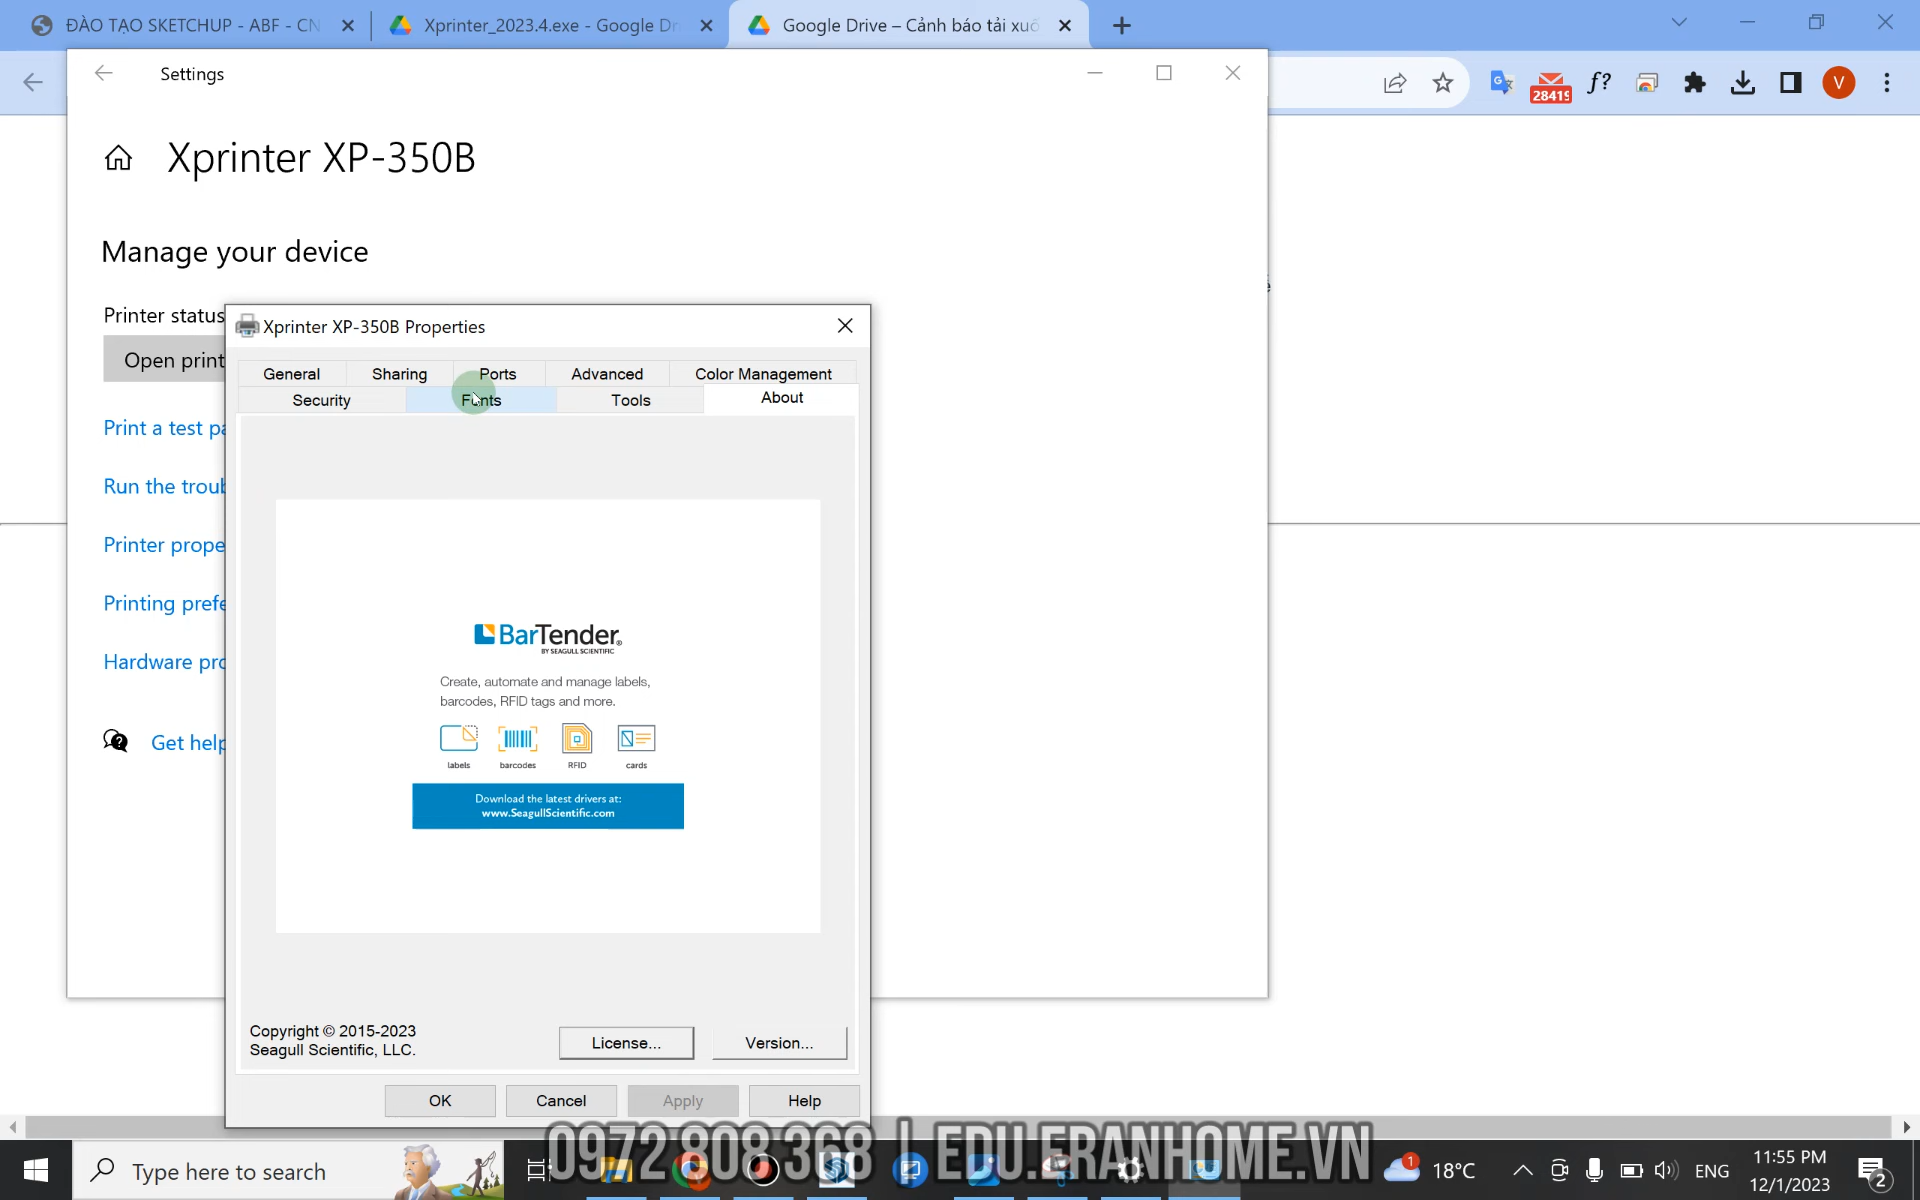 ĐÀO TẠO SKETCHUP - ABF - CN
Xprinter_2023.4.exe - Google Dr
Google Drive – Cảnh báo tải xuố
Settings
28419
f?
V
Xprinter XP-350B
Manage your device
Printer status
Xprinter XP-350B Properties
Open print
General
Sharing
Ports
Advanced
Color Management
Security
Fonts
Tools
About
Print a test pa
Run the troub
Printer prope
Printing prefe
Hardware pro
Get help
BarTender®
BY SEAGULL SCIENTIFIC
Create, automate and manage labels,
barcodes, RFID tags and more.
labels
barcodes
RFID
cards
Download the latest drivers at:
www.SeagullScientific.com
Copyright © 2015-2023
Seagull Scientific, LLC.
License...
Version...
OK
Cancel
Apply
Help
0972 808 368 | EDU.ERANHOME.VN
Type here to search
1
18°C
ENG
11:55 PM
12/1/2023
2